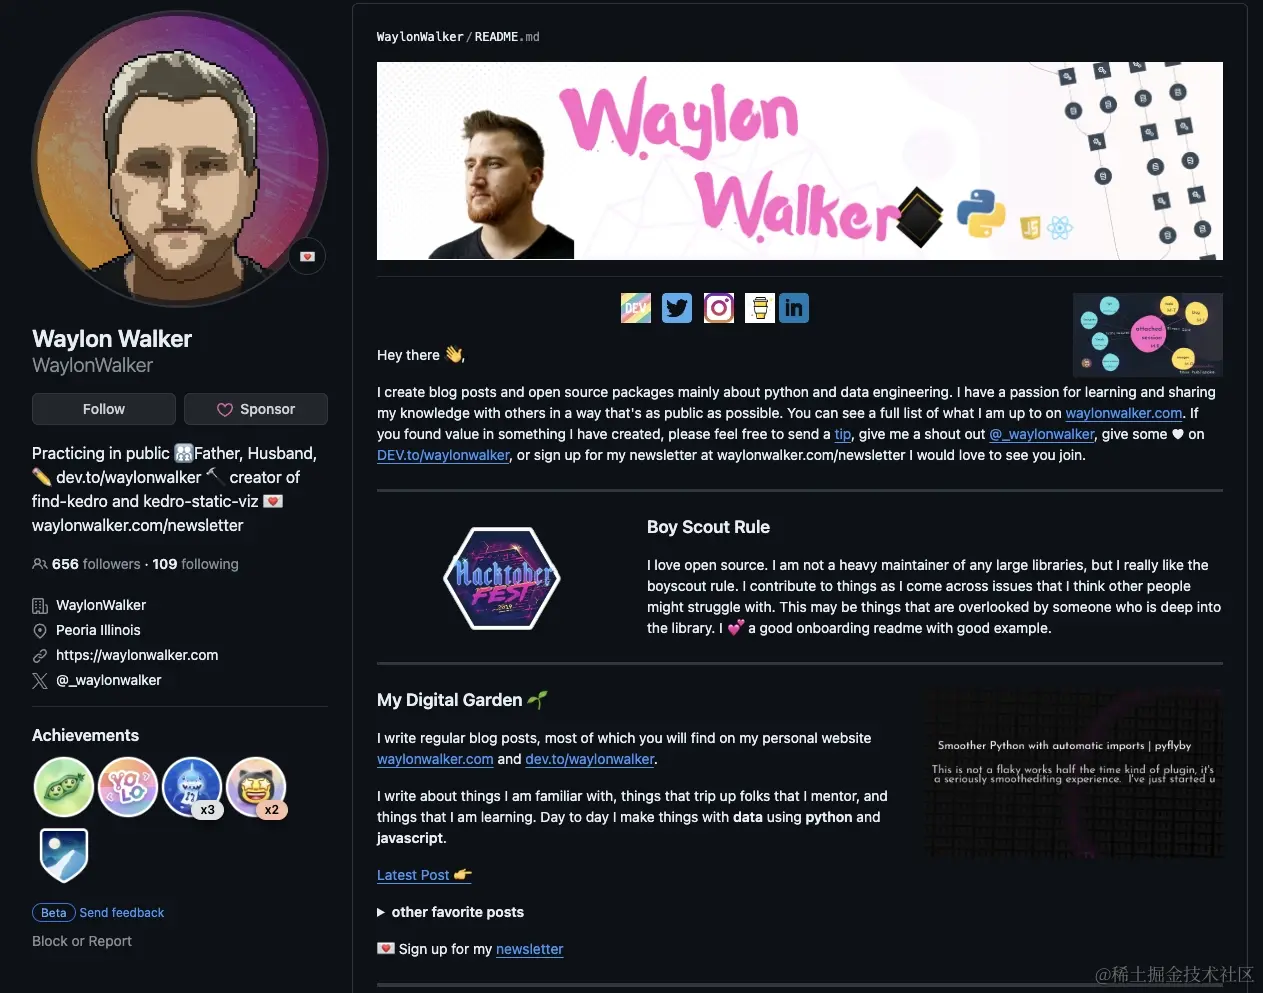 Waylon Walker
WaylonWalker
Follow
Sponsor
Practicing in public 👨‍👩‍👧‍👦Father, Husband,
✏️ dev.to/waylonwalker 🔨 creator of
find-kedro and kedro-static-viz 💌
waylonwalker.com/newsletter
656 followers · 109 following
WaylonWalker
Peoria Illinois
https://waylonwalker.com
@_waylonwalker
Achievements
YOLO
x3
x2
Beta Send feedback
Block or Report
WaylonWalker/README.md
Waylon
Walker
JS
DEV
in
attached
Hey there 👋,
I create blog posts and open source packages mainly about python and data engineering. I have a passion for learning and sharing
my knowledge with others in a way that's as public as possible. You can see a full list of what I am up to on waylonwalker.com. If
you found value in something I have created, please feel free to send a tip, give me a shout out @_waylonwalker, give some ♥ on
DEV.to/waylonwalker, or sign up for my newsletter at waylonwalker.com/newsletter I would love to see you join.
Hacktober
FEST
2019
Boy Scout Rule
I love open source. I am not a heavy maintainer of any large libraries, but I really like the
boyscout rule. I contribute to things as I come across issues that I think other people
might struggle with. This may be things that are overlooked by someone who is deep into
the library. I 💕 a good onboarding readme with good example.
My Digital Garden 🌱
I write regular blog posts, most of which you will find on my personal website
waylonwalker.com and dev.to/waylonwalker.
I write about things I am familiar with, things that trip up folks that I mentor, and
things that I am learning. Day to day I make things with data using python and
javascript.
Latest Post 👉
▶ other favorite posts
💌 Sign up for my newsletter
Smoother Python with automatic imports | pyflyby
This is not a flaky works half the time kind of plugin, it's
a seriously smoothediting experience. I've just started u
@稀土掘金技术社区